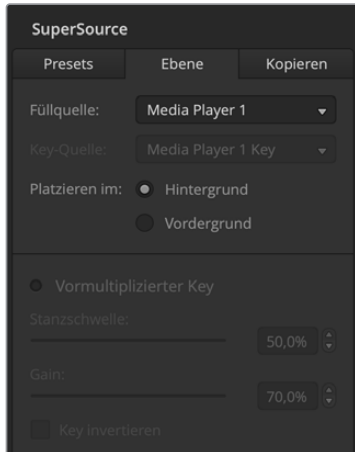 SuperSource
Presets Ebene Kopieren
Füllquelle: Media Player 1
Key-Quelle: Media Player 1 Key
Platzieren im: Hintergrund
Vordergrund
Vormultiplizierter Key
Stanzschwelle:
50,0%
Gain:
70,0%
Key invertieren